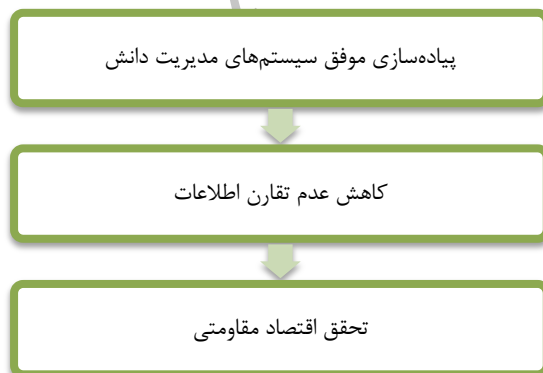 پیاده‌سازی موفق سیستم‌های مدیریت دانش
کاهش عدم تقارن اطلاعات
تحقق اقتصاد مقاومتی